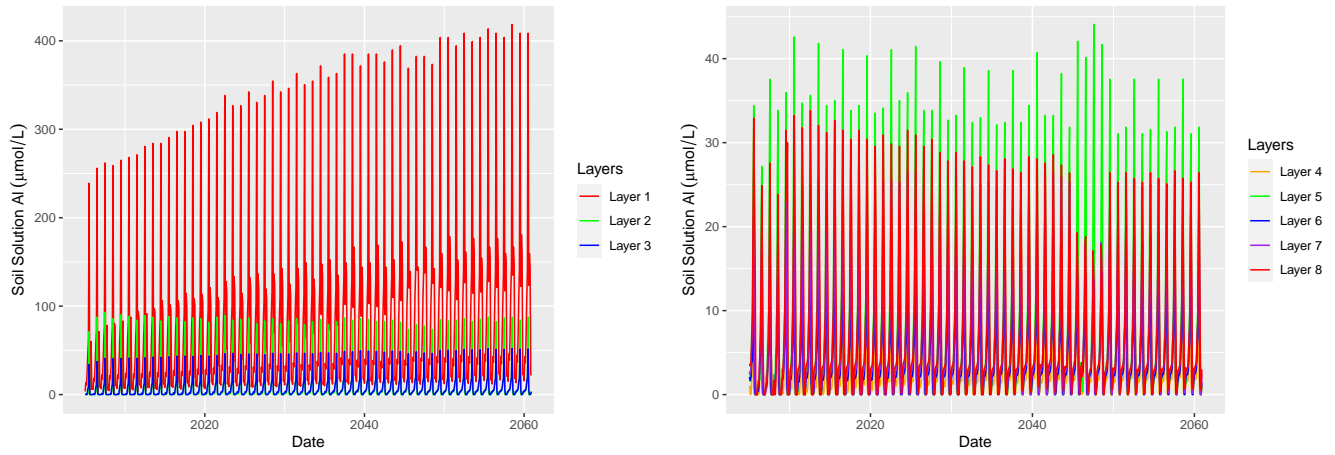 Soil Solution Al (μmol/L)
400
300
200
100
0
2020
2040
2060
Date
Layers
Layer 1
Layer 2
Layer 3
Soil Solution Al (μmol/L)
40
30
20
10
0
2020
2040
2060
Date
Layers
Layer 4
Layer 5
Layer 6
Layer 7
Layer 8